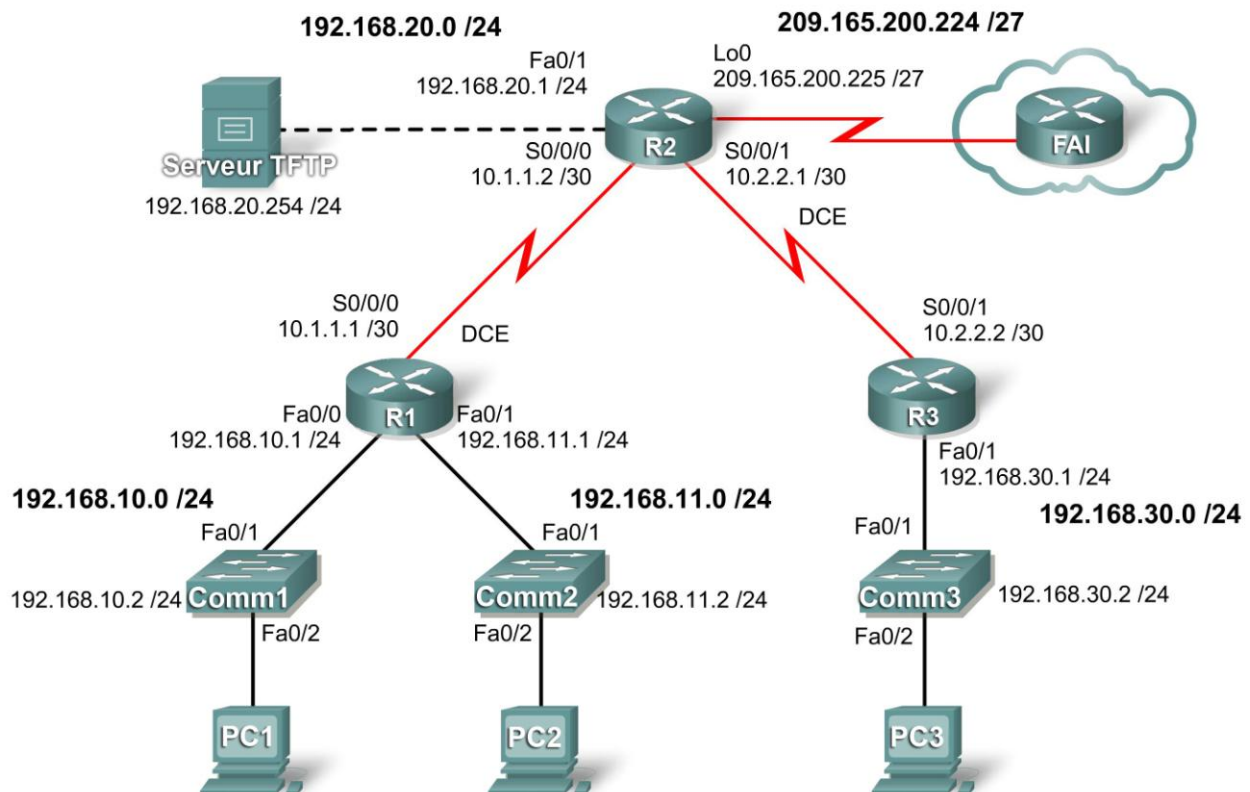 192.168.20.0 /24
209.165.200.224 /27
Fa0/1
192.168.20.1 /24
Lo0
209.165.200.225 /27
R2
FAI
Serveur TFTP
192.168.20.254 /24
S0/0/0
10.1.1.2 /30
S0/0/1
10.2.2.1 /30
DCE
S0/0/0
10.1.1.1 /30
DCE
S0/0/1
10.2.2.2 /30
R1
R3
Fa0/0
192.168.10.1 /24
Fa0/1
192.168.11.1 /24
Fa0/1
192.168.30.1 /24
192.168.10.0 /24
192.168.11.0 /24
192.168.30.0 /24
Fa0/1
Fa0/1
Fa0/1
192.168.10.2 /24
Comm1
Comm2
192.168.11.2 /24
Comm3
192.168.30.2 /24
Fa0/2
Fa0/2
Fa0/2
PC1
PC2
PC3